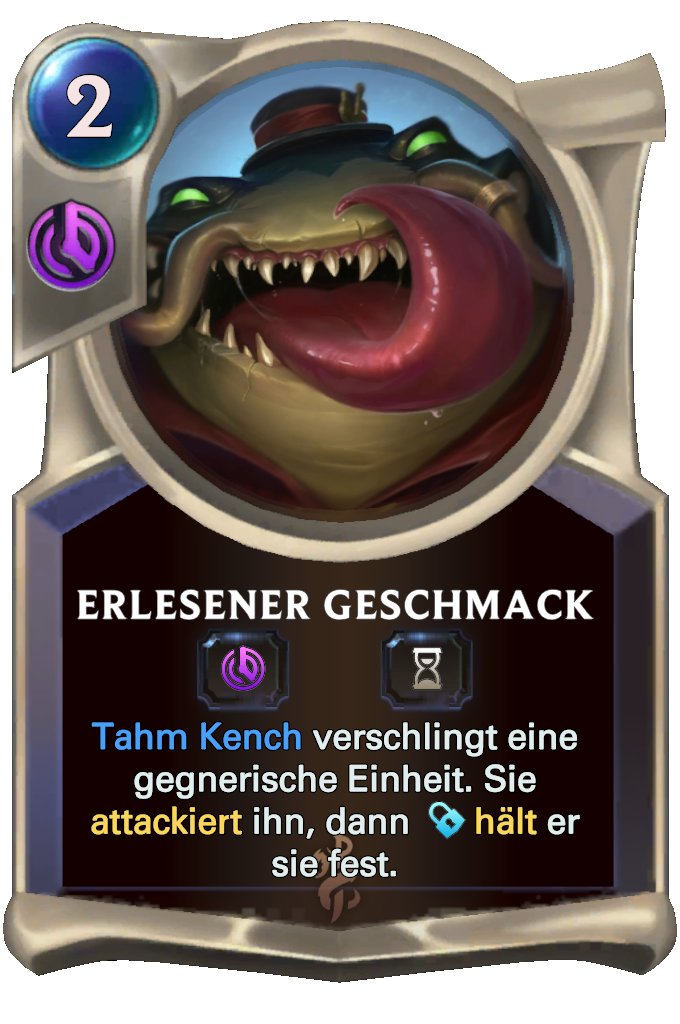 2
ERLESENER GESCHMACK
Tahm Kench verschlingt eine
gegnerische Einheit. Sie
attackiert ihn, dann hält er
sie fest.